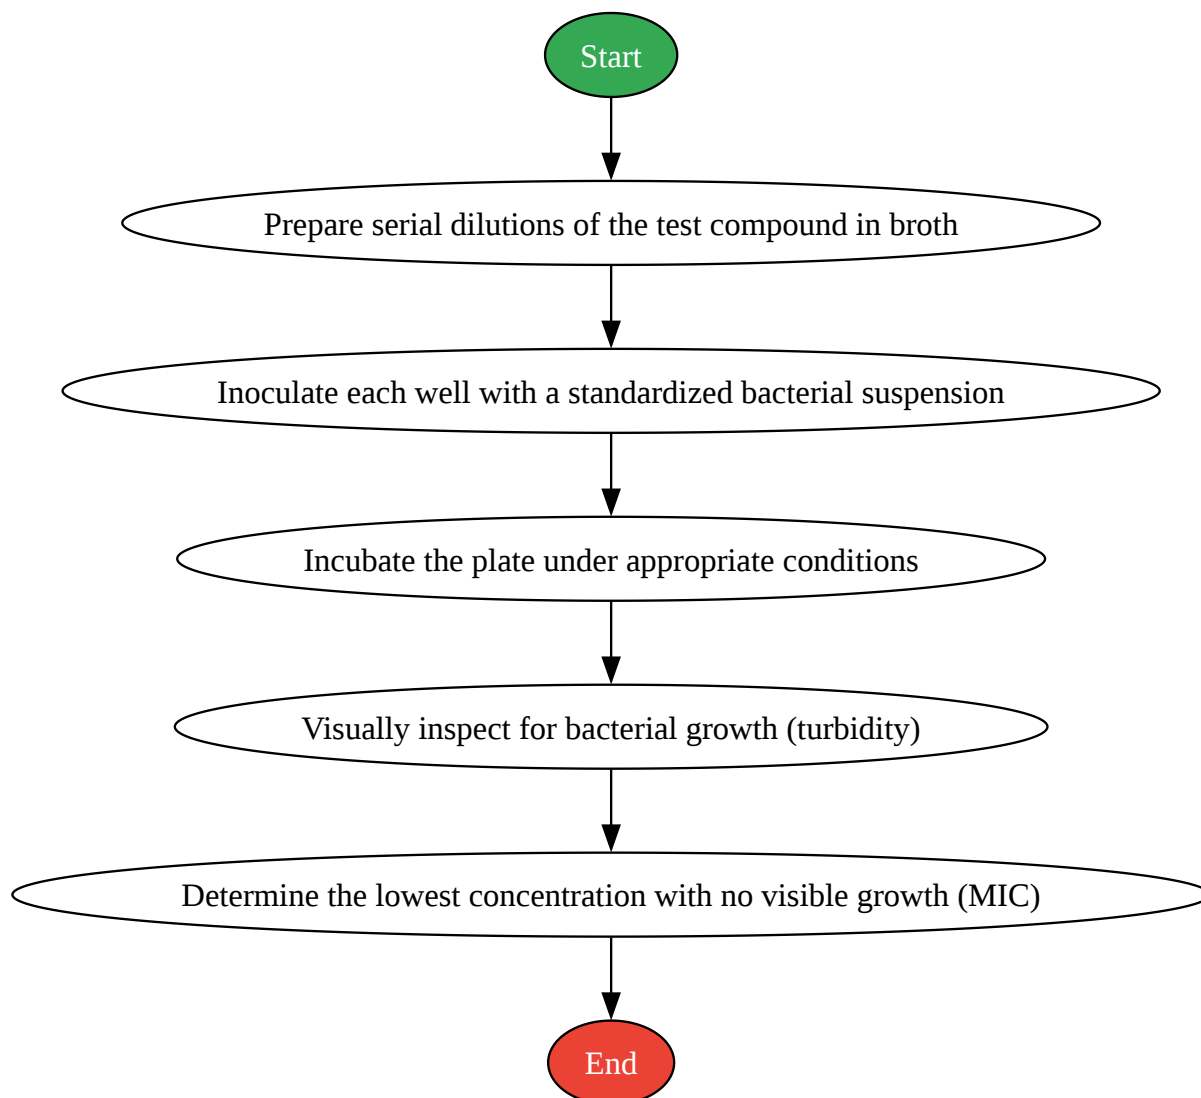 Start
Prepare serial dilutions of the test compound in broth
Inoculate each well with a standardized bacterial suspension
Incubate the plate under appropriate conditions
Visually inspect for bacterial growth (turbidity)
Determine the lowest concentration with no visible growth (MIC)
End